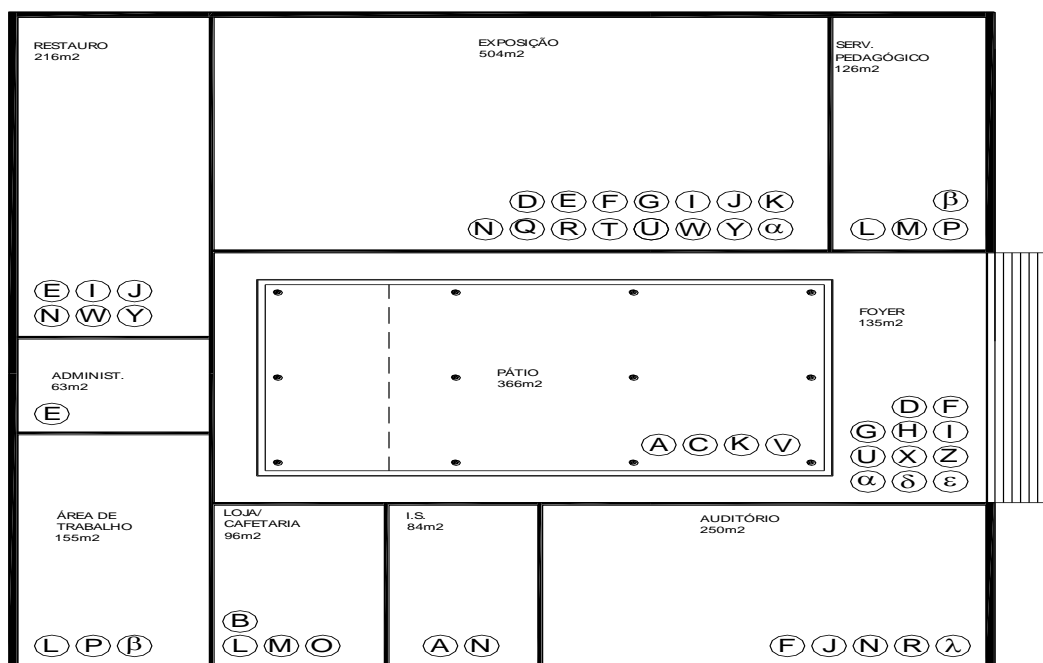 RESTAURO
216m2
EXPOSIÇÃO
504m2
SERV.
PEDAGÓGICO
126m2
D E F G I J K
N Q R T U W Y α
β
L M P
E I J
N W Y
FOYER
135m2
ADMINIST.
63m2
E
PÁTIO
366m2
A C K V
D F
G H I
U X Z
α δ ε
ÁREA DE
TRABALHO
155m2
L P β
LOJA/
CAFETARIA
96m2
B
L M O
I.S.
84m2
A N
AUDITÓRIO
250m2
F J N R λ